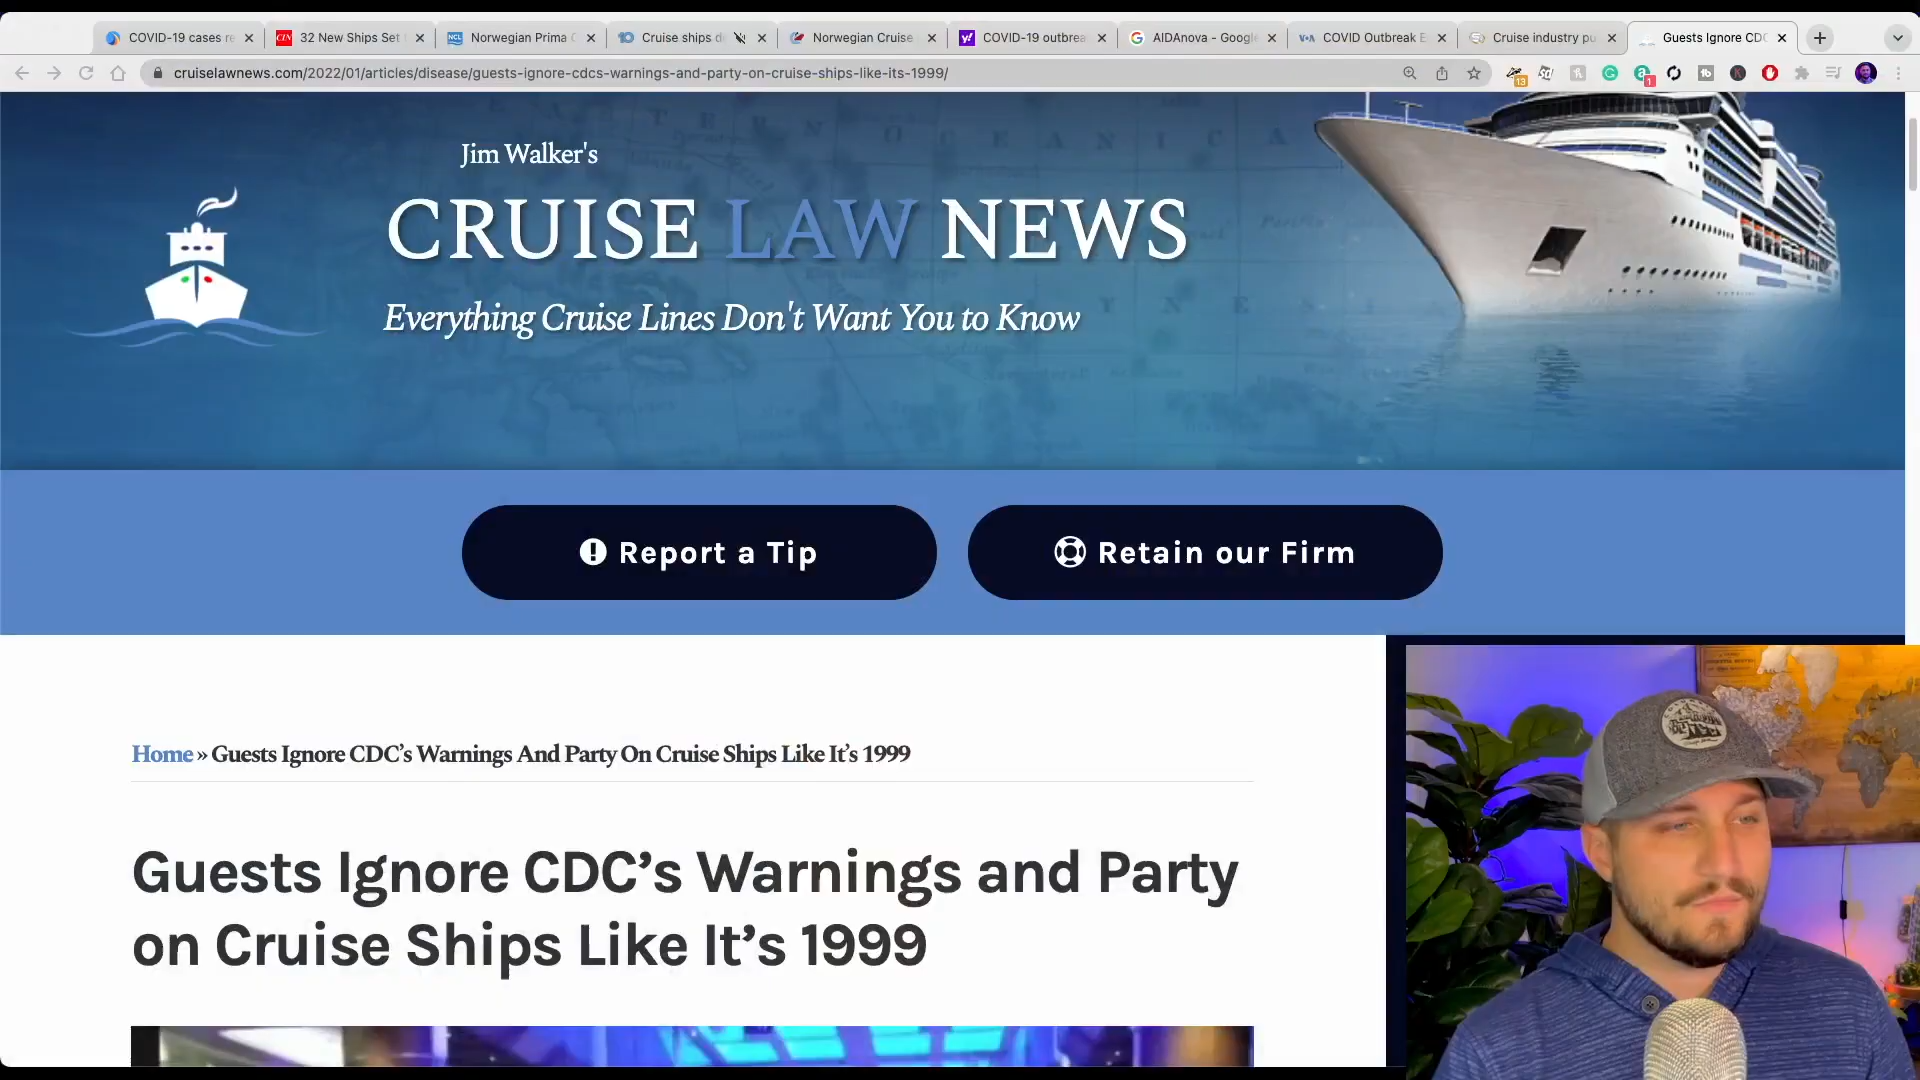 COVID-19 cases re
32 New Ships Set
Norwegian Prima C
Cruise ships d
Norwegian Cruise
COVID-19 outbrea
AIDAnova - Google
COVID Outbreak E
Cruise industry pu
Guests Ignore CDC
cruiselawnews.com/2022/01/articles/disease/guests-ignore-cdcs-warnings-and-party-on-cruise-ships-like-its-1999/
Jim Walker's
CRUISE LAW NEWS
Everything Cruise Lines Don't Want You to Know
Report a Tip
Retain our Firm
Home » Guests Ignore CDC’s Warnings And Party On Cruise Ships Like It’s 1999
Guests Ignore CDC’s Warnings and Party
on Cruise Ships Like It’s 1999